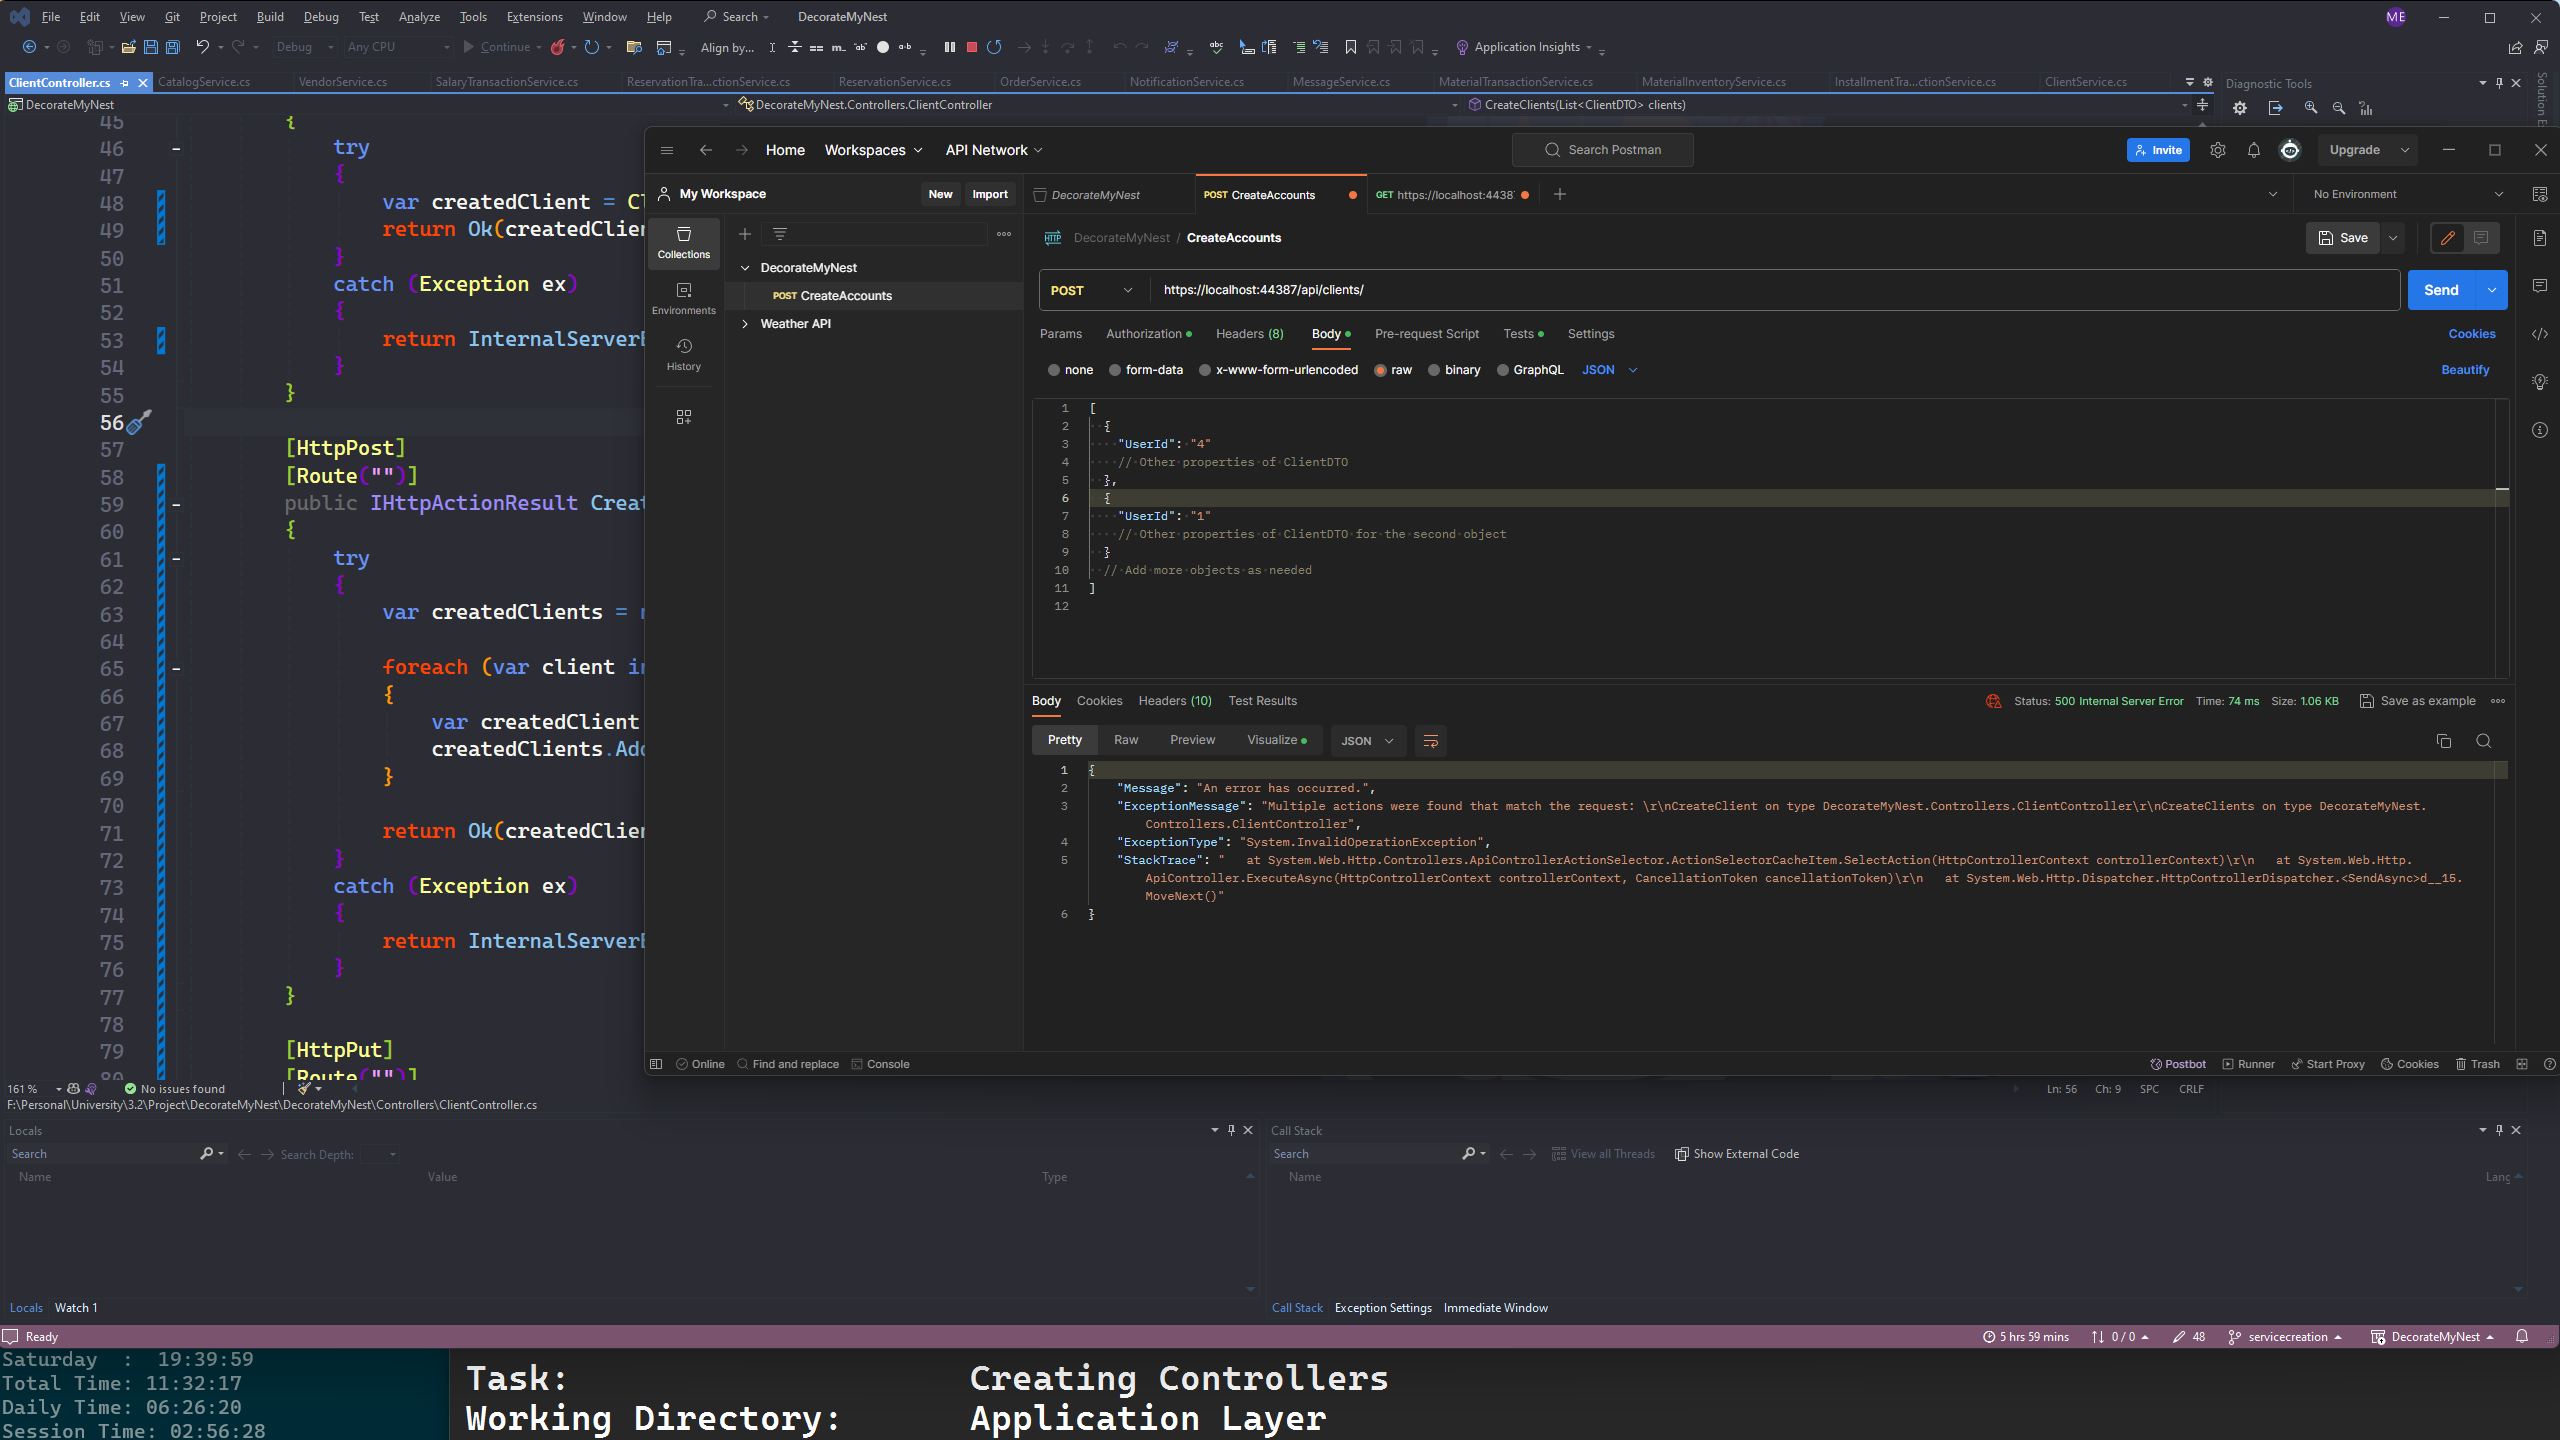 File Edit View Git Project Build Debug Test Analyze Tools Extensions Window Help Search DecorateMyNest ME
Debug Any CPU Continue Align by... Application Insights
ClientController.cs CatalogService.cs VendorService.cs SalaryTransactionService.cs ReservationTra...ctionService.cs ReservationService.cs OrderService.cs NotificationService.cs MessageService.cs MaterialTransactionService.cs MaterialInventoryService.cs InstallmentTra...ctionService.cs ClientService.cs Diagnostic Tools
DecorateMyNest DecorateMyNest.Controllers.ClientController CreateClients(List<ClientDTO> clients)
45 {
46 try
47 {
48 var createdClient = Cl
49 return Ok(createdClien
50 }
51 catch (Exception ex)
52 {
53 return InternalServerE
54 }
55 }
56
57 [HttpPost]
58 [Route("")]
59 public IHttpActionResult Creat
60 {
61 try
62 {
63 var createdClients = n
64
65 foreach (var client in
66 {
67 var createdClient
68 createdClients.Add
69 }
70
71 return Ok(createdClien
72 }
73 catch (Exception ex)
74 {
75 return InternalServerE
76 }
77 }
78
79 [HttpPut]
80 [Route("")]
Home Workspaces API Network Search Postman Invite Upgrade
My Workspace New Import DecorateMyNest POST CreateAccounts GET https://localhost:4438 No Environment
Collections
Environments
History
DecorateMyNest
POST CreateAccounts
Weather API
HTTP DecorateMyNest / CreateAccounts Save
POST https://localhost:44387/api/clients/ Send
Params Authorization Headers (8) Body Pre-request Script Tests Settings Cookies
none form-data x-www-form-urlencoded raw binary GraphQL JSON Beautify
1 [
2 {
3 "UserId": "4"
4 // Other properties of ClientDTO
5 },
6 {
7 "UserId": "1"
8 // Other properties of ClientDTO for the second object
9 }
10 // Add more objects as needed
11 ]
12
Body Cookies Headers (10) Test Results Status: 500 Internal Server Error Time: 74 ms Size: 1.06 KB Save as example
Pretty Raw Preview Visualize JSON
1 {
2 "Message": "An error has occurred.",
3 "ExceptionMessage": "Multiple actions were found that match the request: \r\nCreateClient on type DecorateMyNest.Controllers.ClientController\r\nCreateClients on type DecorateMyNest.
Controllers.ClientController",
4 "ExceptionType": "System.InvalidOperationException",
5 "StackTrace": "   at System.Web.Http.Controllers.ApiControllerActionSelector.ActionSelectorCacheItem.SelectAction(HttpControllerContext controllerContext)\r\n   at System.Web.Http.
ApiController.ExecuteAsync(HttpControllerContext controllerContext, CancellationToken cancellationToken)\r\n   at System.Web.Http.Dispatcher.HttpControllerDispatcher.<SendAsync>d__15.
MoveNext()"
6 }
Online Find and replace Console Postbot Runner Start Proxy Cookies Trash
161 % No issues found Ln: 56 Ch: 9 SPC CRLF
F:\Personal\University\3.2\Project\DecorateMyNest\DecorateMyNest\Controllers\ClientController.cs
Locals
Search Search Depth:
Name Value Type
Locals Watch 1
Call Stack
Search View all Threads Show External Code
Name Lang
Call Stack Exception Settings Immediate Window
Ready 5 hrs 59 mins 0 / 0 48 servicecreation DecorateMyNest
Saturday : 19:39:59
Total Time: 11:32:17
Daily Time: 06:26:20
Session Time: 02:56:28
Task: Creating Controllers
Working Directory: Application Layer